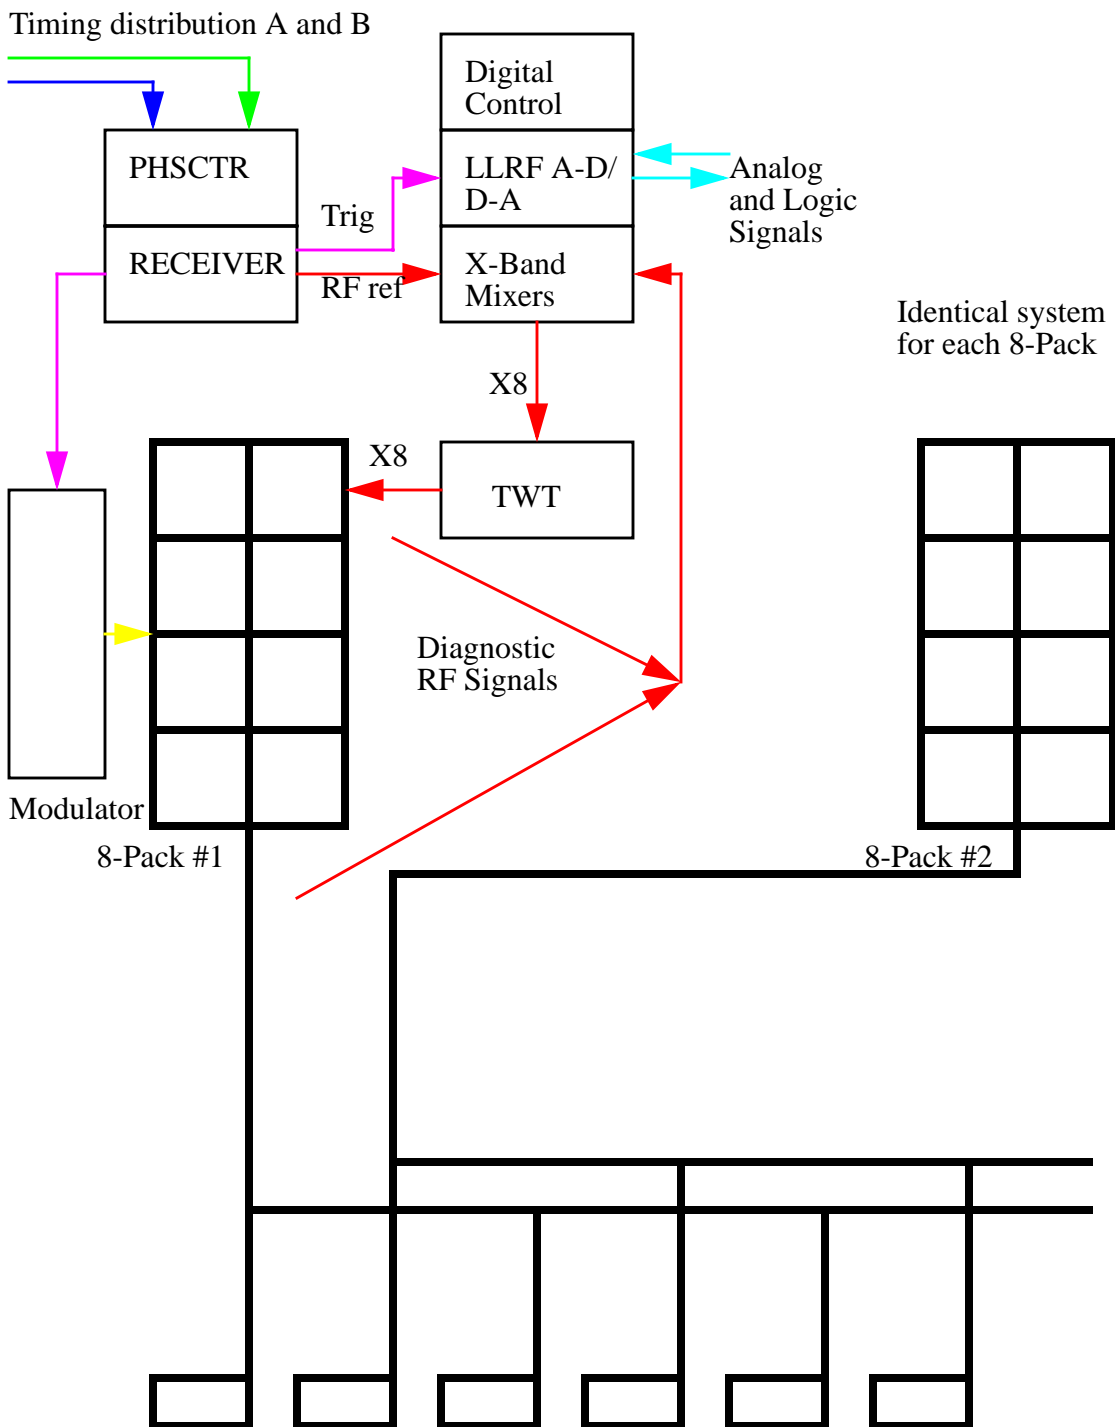 Timing distribution A and B
Digital
Control
PHSCTR
LLRF A-D/
D-A
Analog
and Logic
Signals
Trig
RECEIVER
RF ref
X-Band
Mixers
Identical system
for each 8-Pack
X8
X8
TWT
Diagnostic
RF Signals
Modulator
8-Pack #1
8-Pack #2